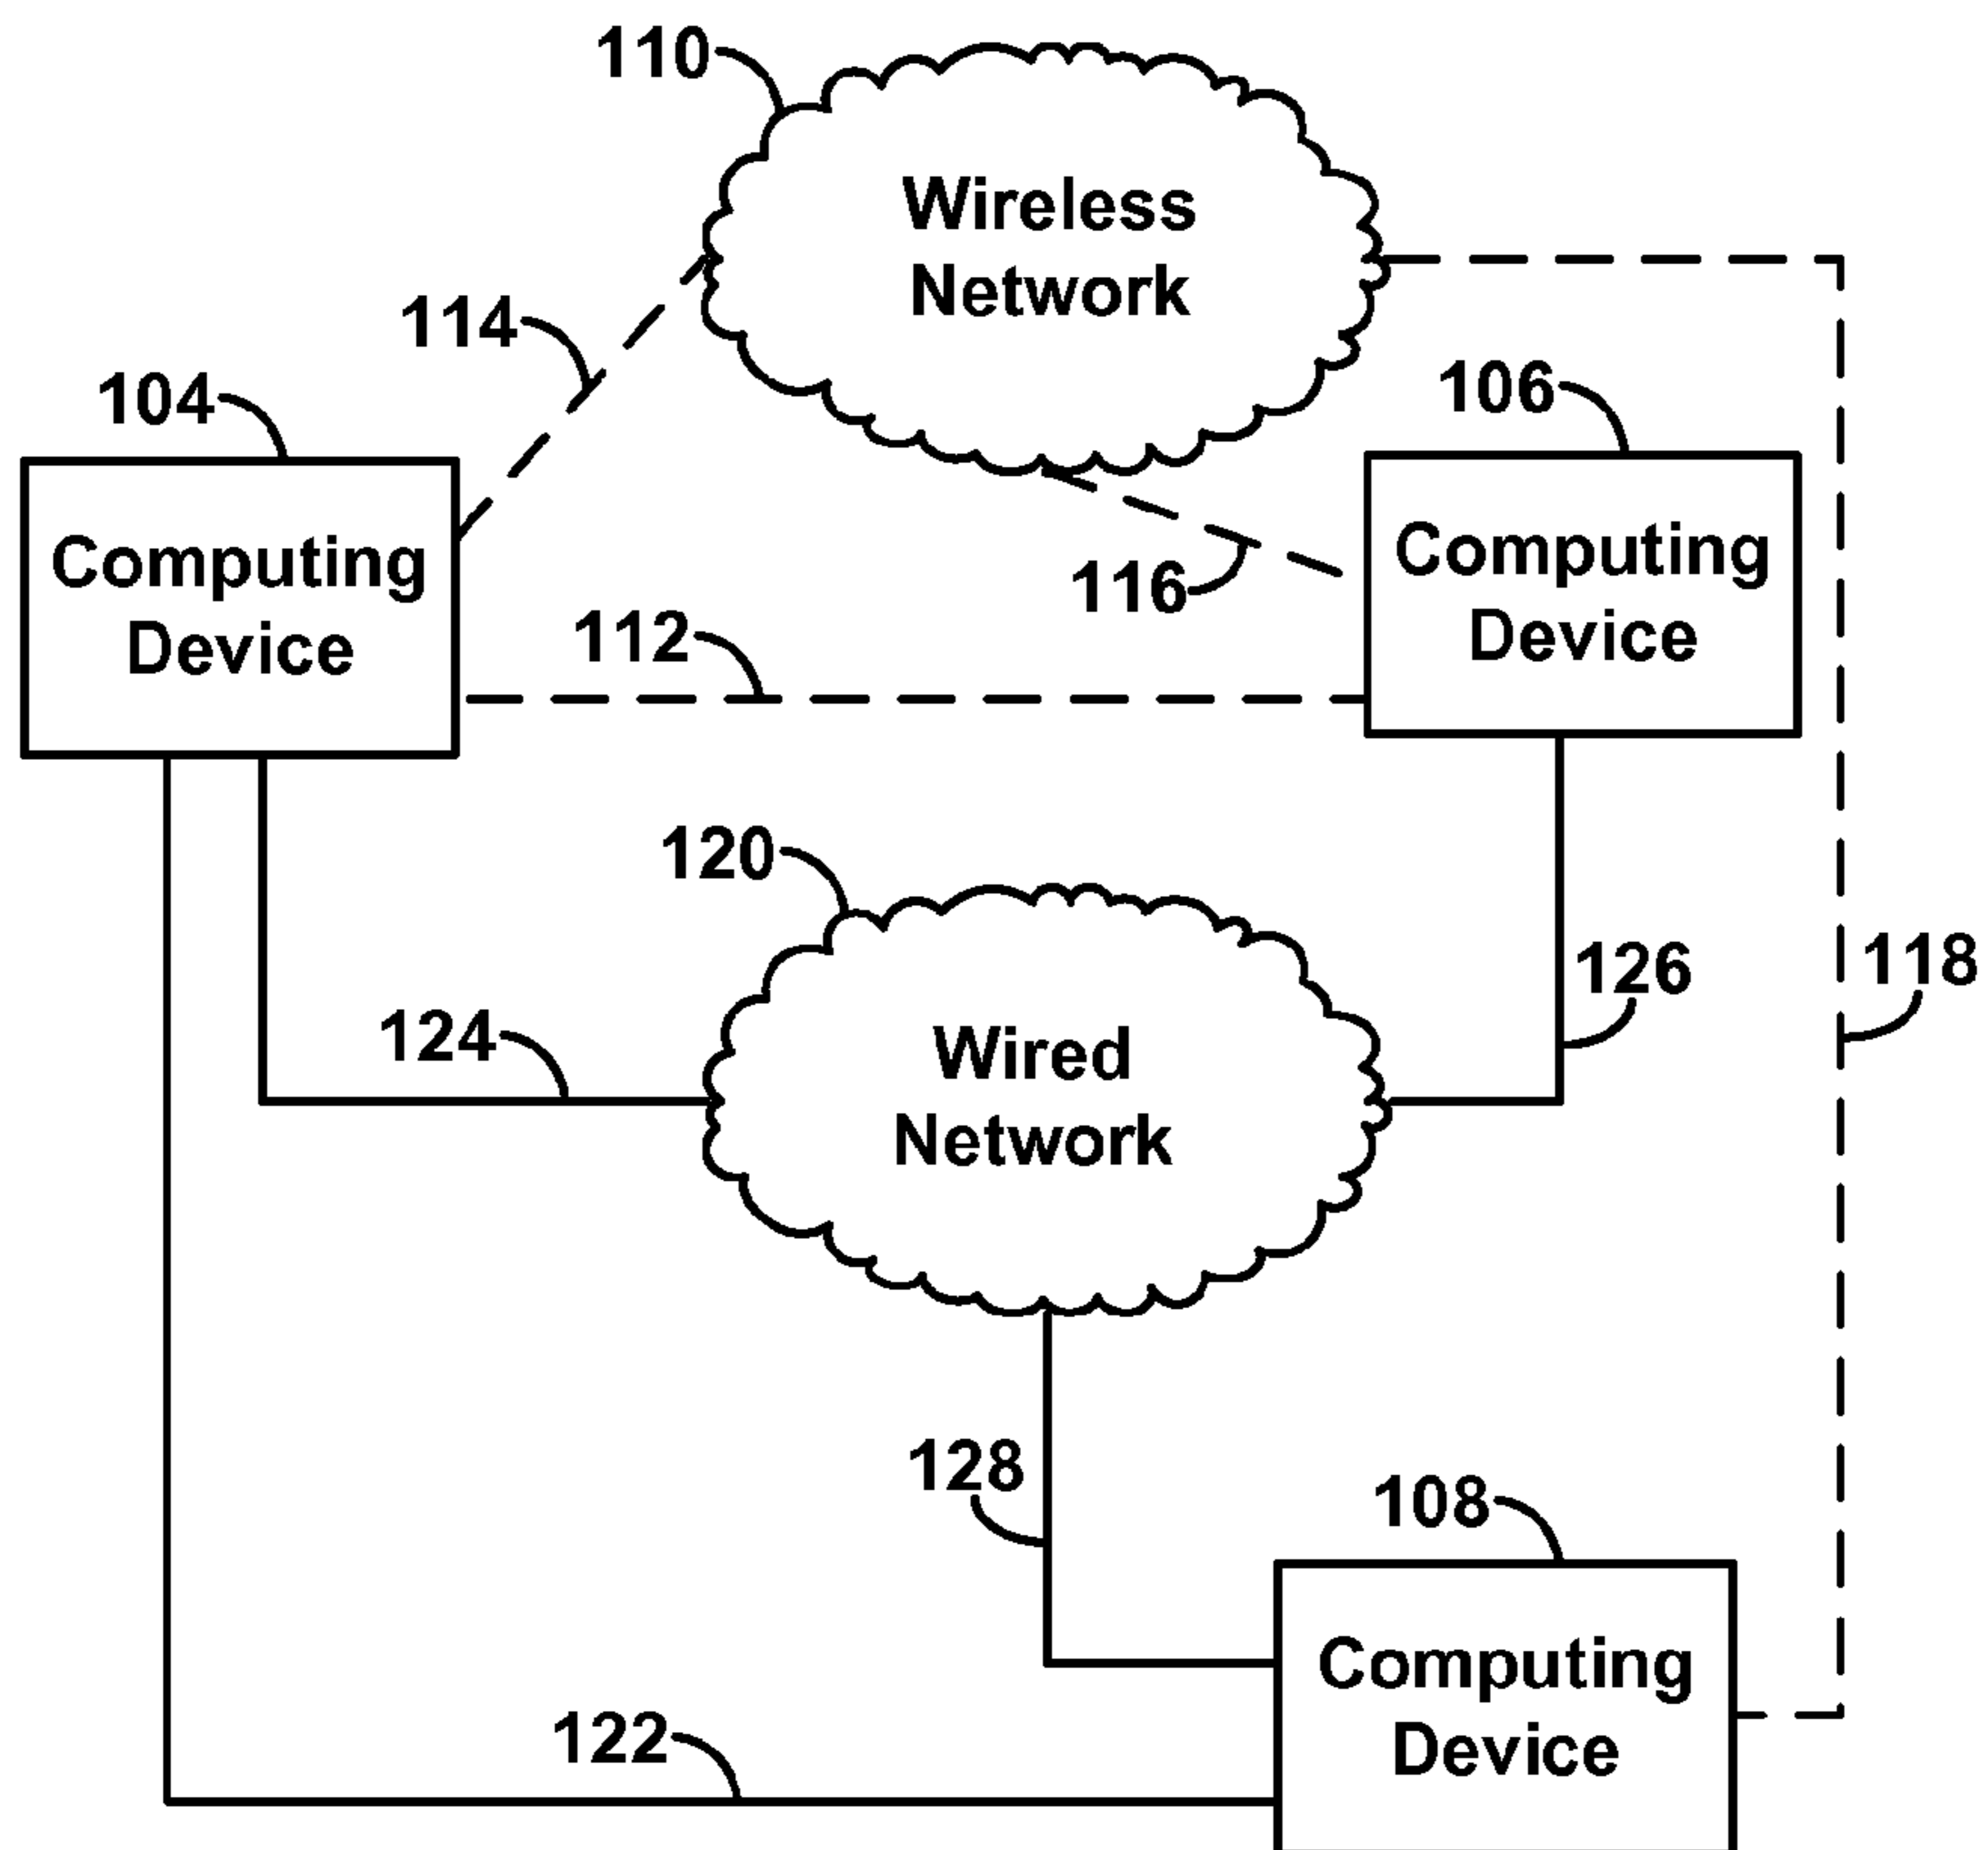 110
Wireless
Network
114
104
106
Computing
Device
116
Computing
Device
112
120
124
Wired
Network
126
118
128
108
Computing
Device
122